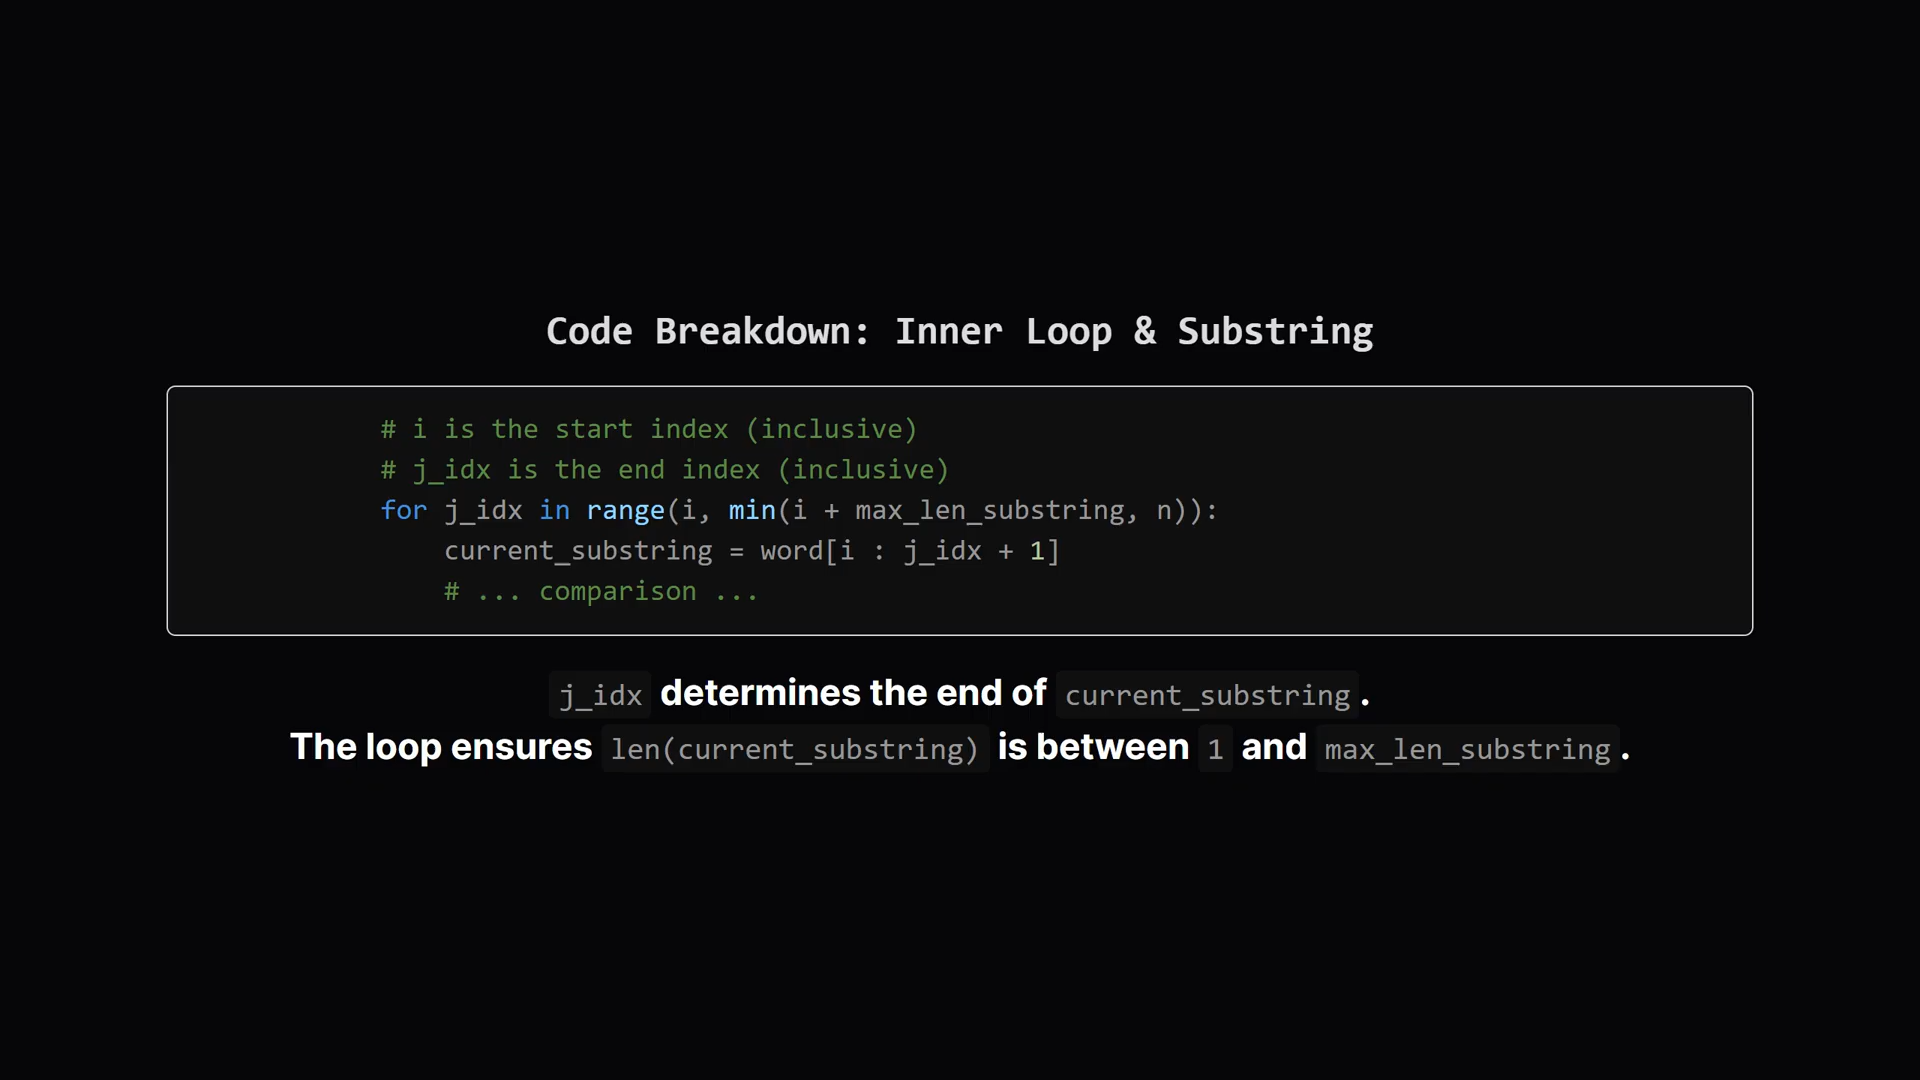 Code Breakdown: Inner Loop & Substring
# i is the start index (inclusive)
# j_idx is the end index (inclusive)
for j_idx in range(i, min(i + max_len_substring, n)):
    current_substring = word[i : j_idx + 1]
    # ... comparison ...
j_idx determines the end of current_substring.
The loop ensures len(current_substring) is between 1 and max_len_substring.